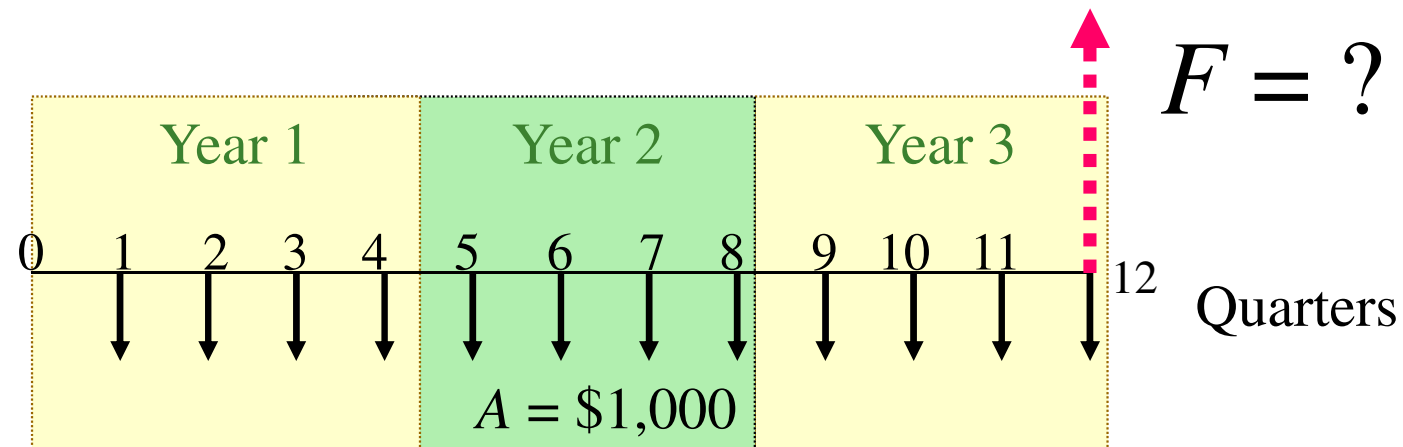 F = ?
Year 1 Year 2 Year 3
0 1 2 3 4 5 6 7 8 9 10 11 12
Quarters
A = $1,000